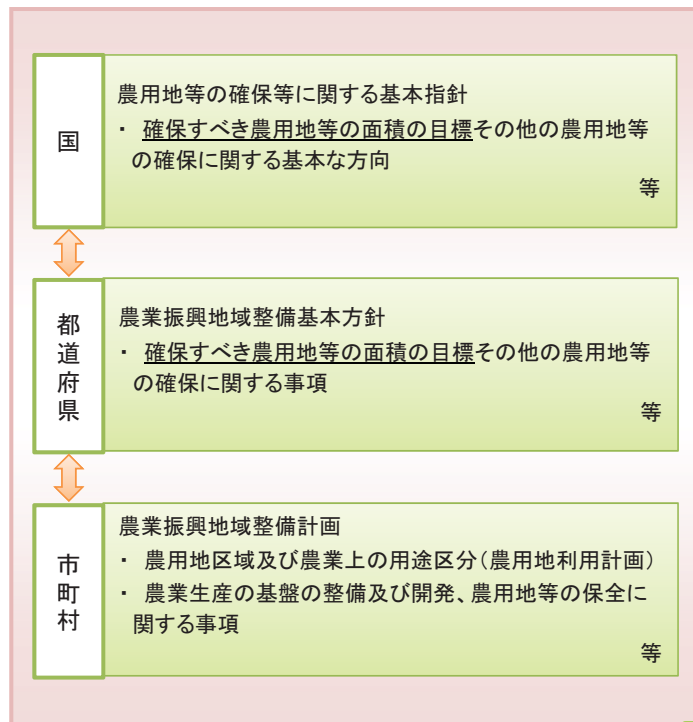 国
農用地等の確保等に関する基本指針
・ 確保すべき農用地等の面積の目標その他の農用地等
の確保に関する基本な方向
等
都道府県
農業振興地域整備基本方針
・ 確保すべき農用地等の面積の目標その他の農用地等
の確保に関する事項
等
市町村
農業振興地域整備計画
・ 農用地区域及び農業上の用途区分（農用地利用計画）
・ 農業生産の基盤の整備及び開発、農用地等の保全に
関する事項
等